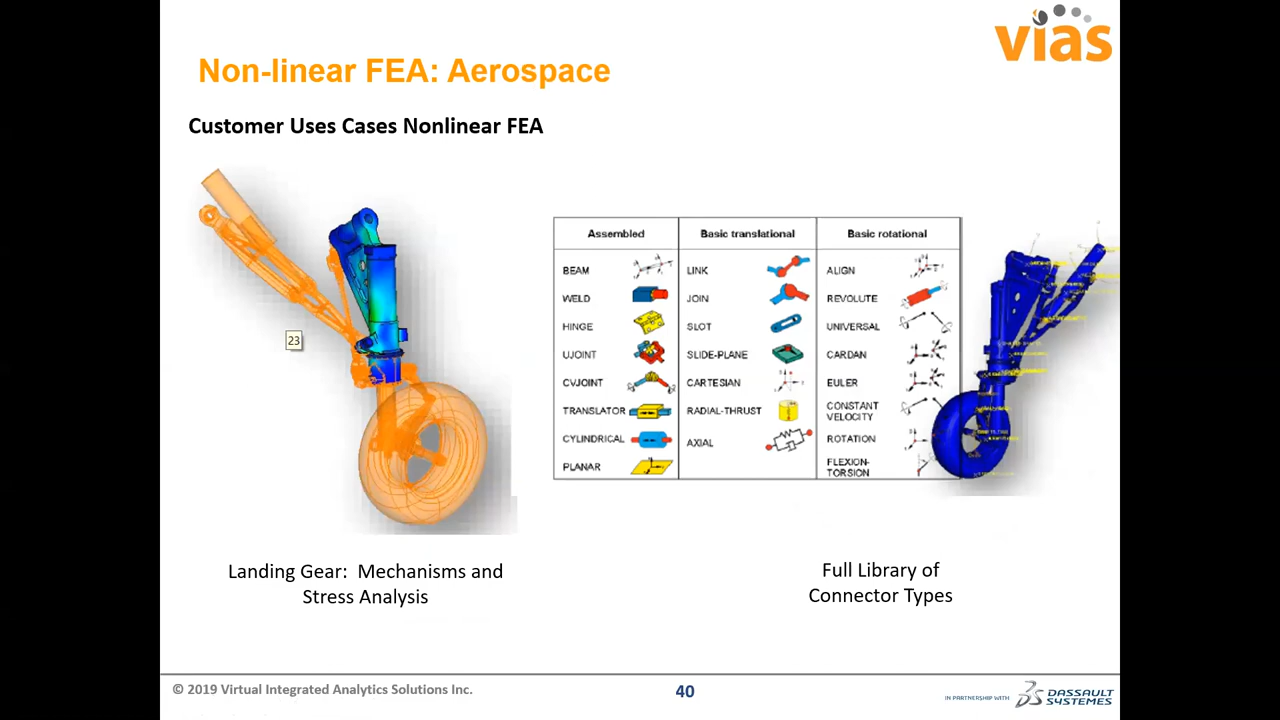 vias
Non-linear FEA: Aerospace
Customer Uses Cases Nonlinear FEA
23
Assembled
BEAM
WELD
HINGE
UJOINT
CVJOINT
TRANSLATOR
CYLINDRICAL
PLANAR
Basic translational
LINK
JOIN
SLOT
SLIDE-PLANE
CARTESIAN
RADIAL-THRUST
AXIAL
Basic rotational
ALIGN
REVOLUTE
UNIVERSAL
CARDAN
EULER
CONSTANT
VELOCITY
ROTATION
FLEXION-
TORSION
Landing Gear: Mechanisms and
Stress Analysis
Full Library of
Connector Types
© 2019 Virtual Integrated Analytics Solutions Inc.
40
IN PARTNERSHIP WITH
DASSAULT
SYSTEMES